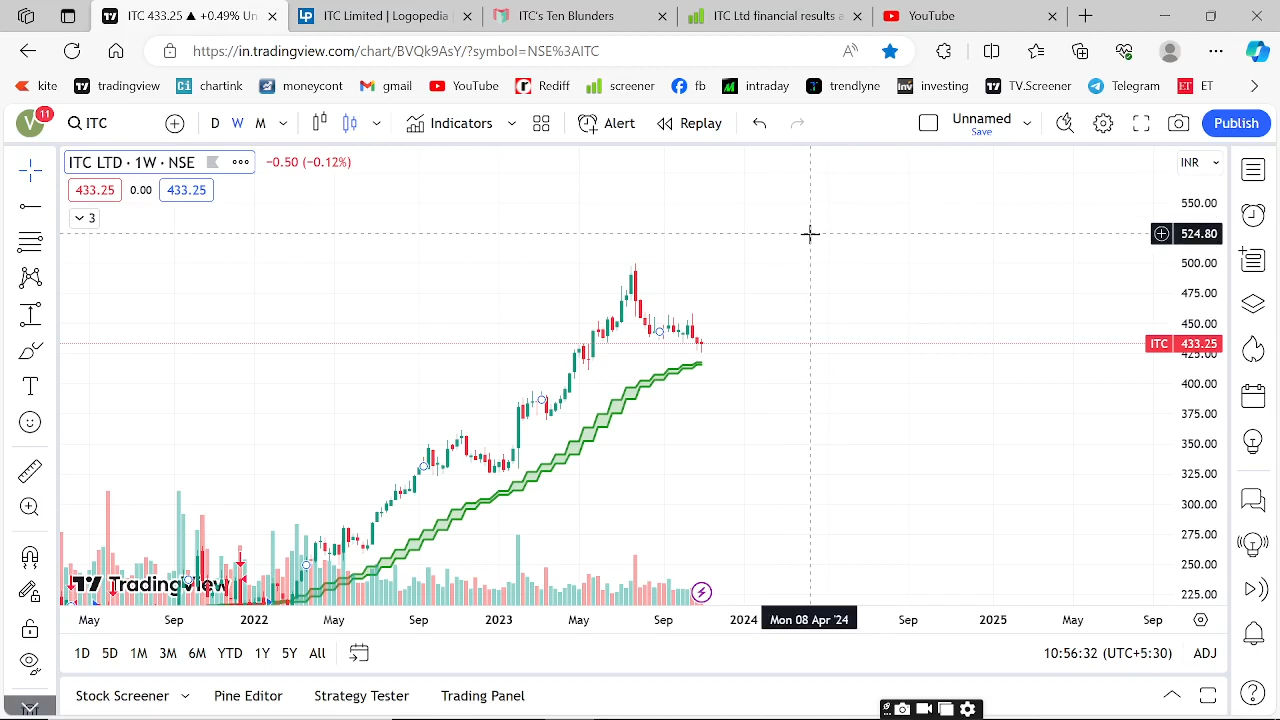 ITC 433.25 ▲ +0.49% Un
ITC Limited | Logopedia
ITC's Ten Blunders
ITC Ltd financial results a
YouTube
https://in.tradingview.com/chart/BVQk9AsY/?symbol=NSE%3AITC
kite
Tradingview
chartink
moneycontrol
gmail
YouTube
Rediff
screener
fb
intraday
trendlyne
investing
TV.Screener
Telegram
ET
V 11
ITC
D
W
M
Indicators
Alert
Replay
Unnamed
Save
Publish
ITC LTD · 1W · NSE
−0.50 (−0.12%)
INR
433.25
0.00
433.25
3
550.00
524.80
500.00
475.00
450.00
ITC 433.25
425.00
400.00
375.00
350.00
325.00
300.00
275.00
250.00
225.00
TradingView
May
Sep
2022
May
Sep
2023
May
Sep
2024
Mon 08 Apr '24
Sep
2025
May
Sep
1D
5D
1M
3M
6M
YTD
1Y
5Y
All
10:56:32 (UTC+5:30)
ADJ
Stock Screener
Pine Editor
Strategy Tester
Trading Panel